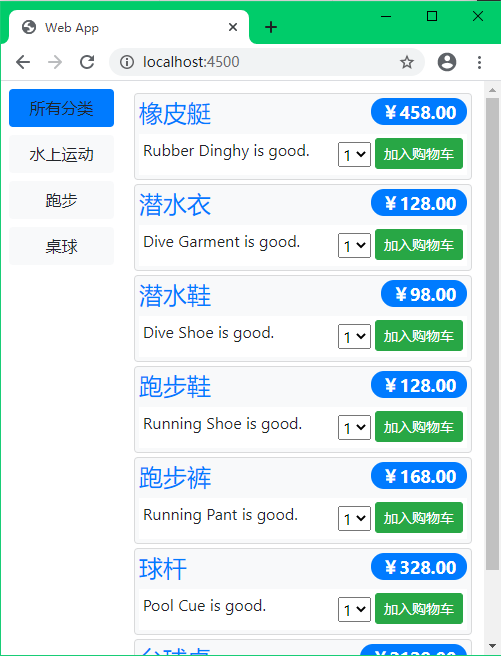 Web App
localhost:4500
所有分类
水上运动
跑步
桌球
橡皮艇 ￥458.00
Rubber Dinghy is good. 1 加入购物车
潜水衣 ￥128.00
Dive Garment is good. 1 加入购物车
潜水鞋 ￥98.00
Dive Shoe is good. 1 加入购物车
跑步鞋 ￥128.00
Running Shoe is good. 1 加入购物车
跑步裤 ￥168.00
Running Pant is good. 1 加入购物车
球杆 ￥328.00
Pool Cue is good. 1 加入购物车